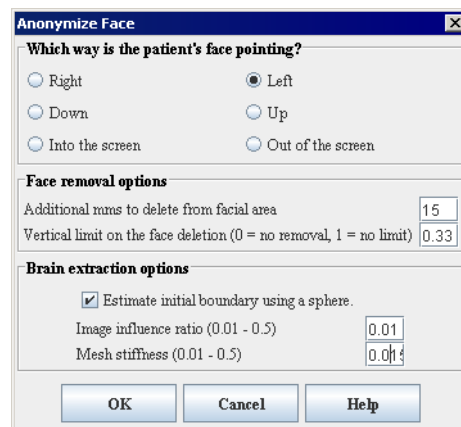 Anonymize Face
Which way is the patient's face pointing?
Right Left
Down Up
Into the screen Out of the screen
Face removal options
Additional mms to delete from facial area 15
Vertical limit on the face deletion (0 = no removal, 1 = no limit) 0.33
Brain extraction options
Estimate initial boundary using a sphere.
Image influence ratio (0.01 - 0.5) 0.01
Mesh stiffness (0.01 - 0.5)
OK Cancel Help